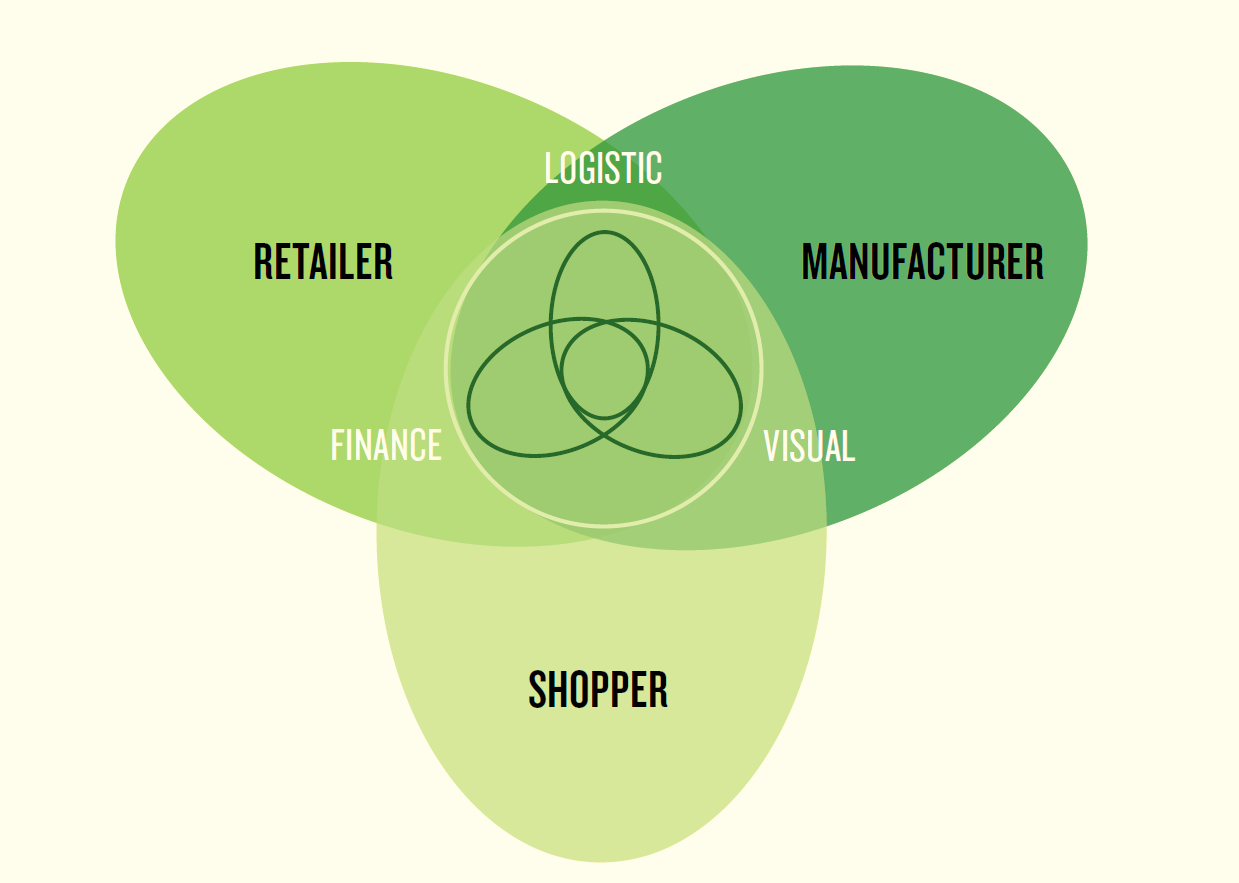 LOGISTIC
RETAILER
MANUFACTURER
FINANCE
VISUAL
SHOPPER